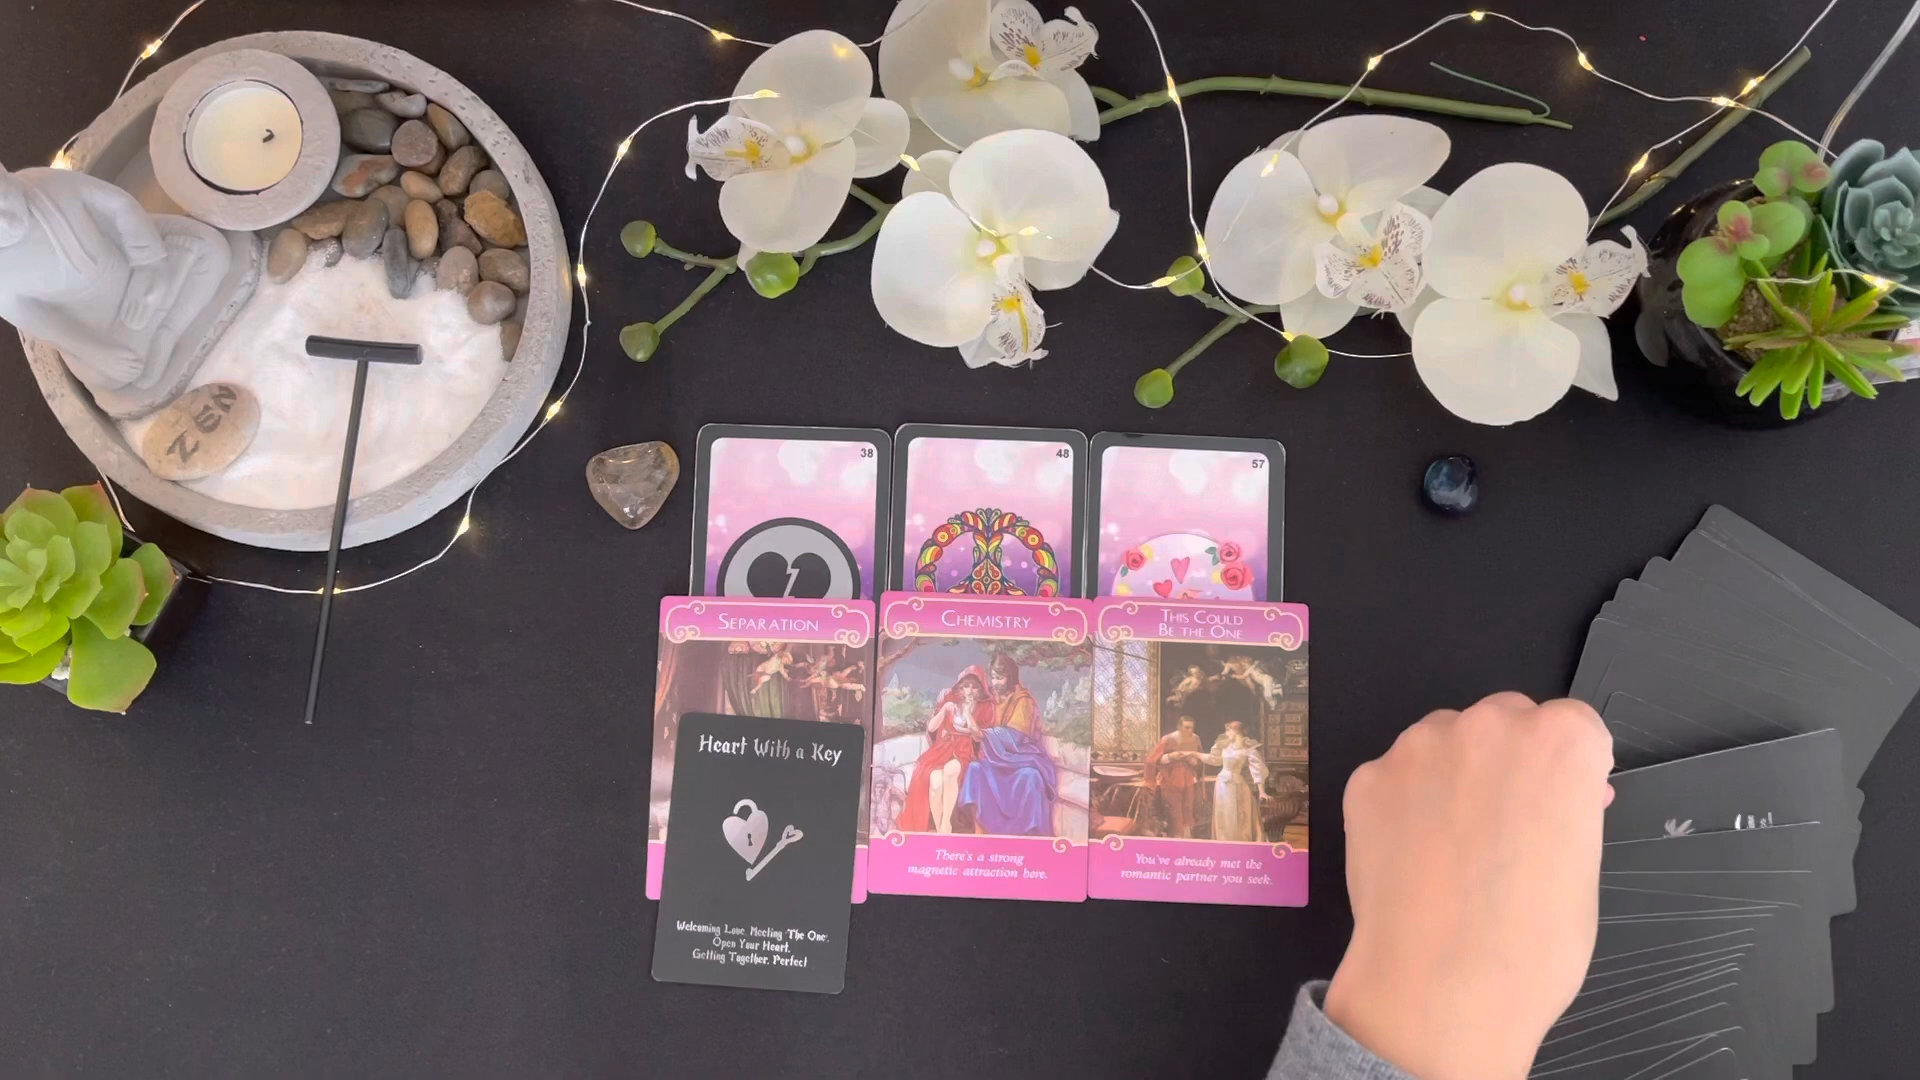 ZEN
38
48
57
SEPARATION
CHEMISTRY
THIS COULD
BE THE ONE
Heart With a Key
Welcoming Love. Meeting 'The One'.
Open Your Heart.
Getting Together. Perfect
There's a strong
magnetic attraction here.
You've already met the
romantic partner you seek.